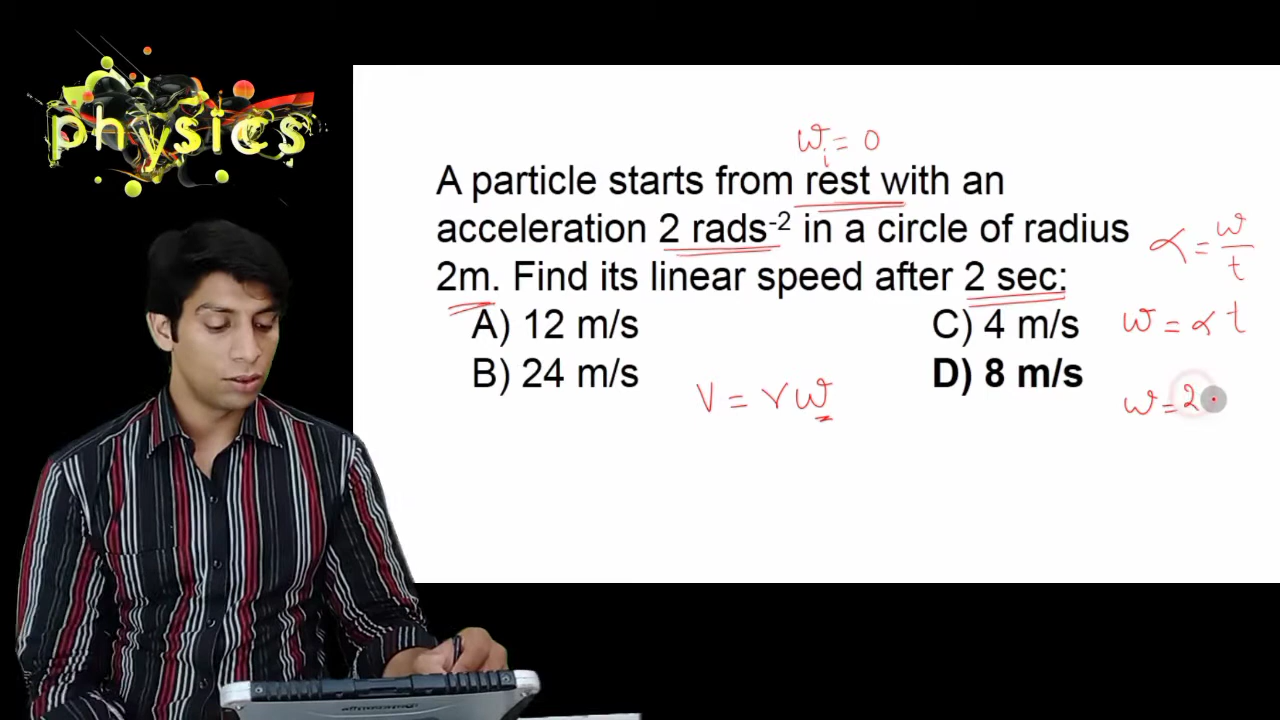 physics
ωᵢ = 0
A particle starts from rest with an
acceleration 2 rads⁻² in a circle of radius
2m. Find its linear speed after 2 sec:
A) 12 m/s
C) 4 m/s
B) 24 m/s
D) 8 m/s
V = rω
α = ω/t
ω = α t
ω = 2 .